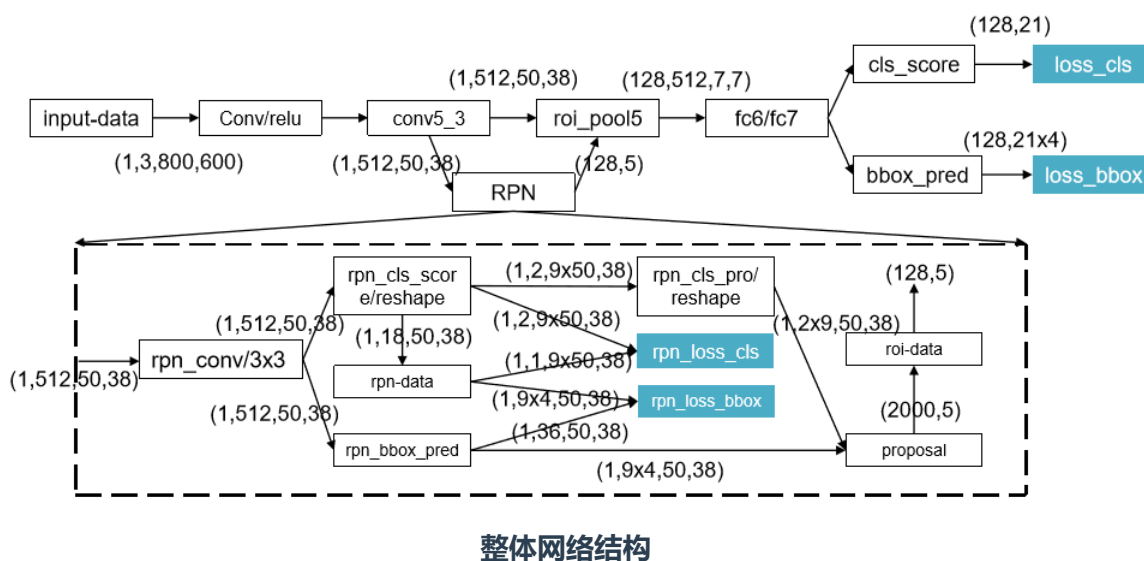 (128,21)
cls_score
loss_cls
(1,512,50,38)
(128,512,7,7)
input-data
Conv/relu
conv5_3
roi_pool5
fc6/fc7
(1,3,800,600)
(1,512,50,38)
(128,5)
(128,21x4)
bbox_pred
loss_bbox
RPN
rpn_cls_scor
e/reshape
(1,2,9x50,38)
rpn_cls_pro/
reshape
(128,5)
(1,512,50,38)
(1,18,50,38)
(1,2,9x50,38)
(1,2x9,50,38)
rpn_conv/3x3
(1,512,50,38)
rpn-data
(1,1,9x50,38)
rpn_loss_cls
roi-data
(1,512,50,38)
(1,9x4,50,38)
rpn_loss_bbox
(2000,5)
rpn_bbox_pred
(1,36,50,38)
(1,9x4,50,38)
proposal
整体网络结构